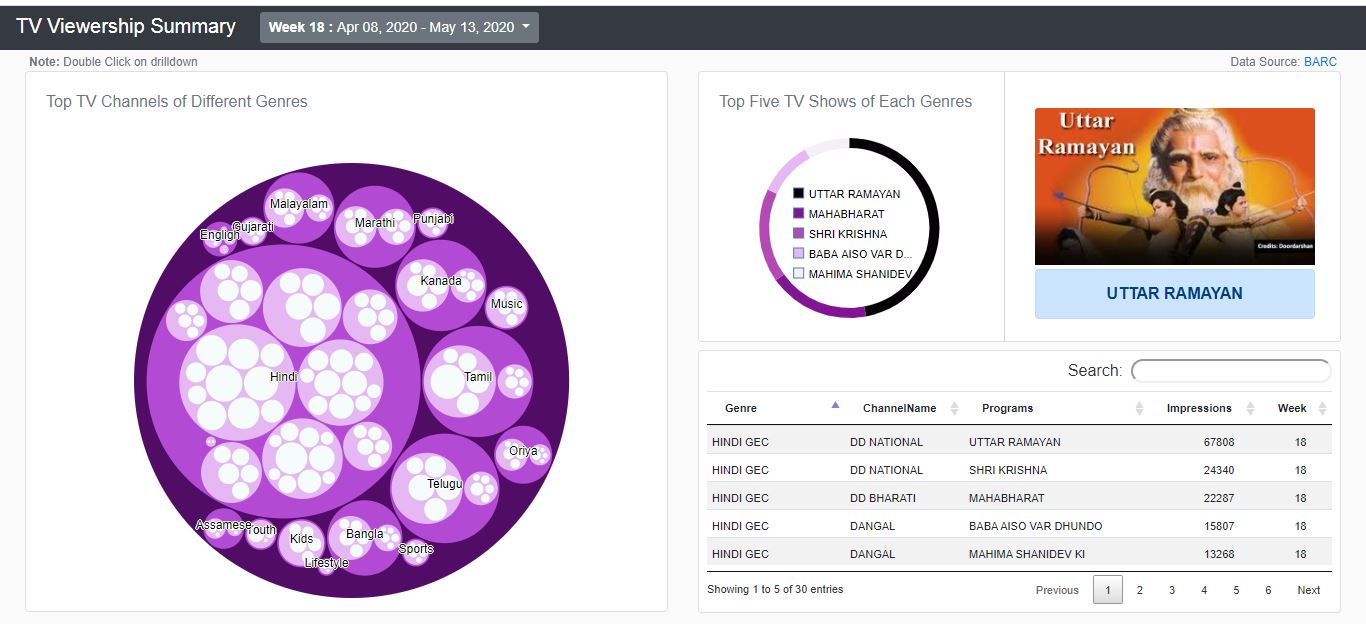 TV Viewership Summary
Week 18 : Apr 08, 2020 - May 13, 2020
Note: Double Click on drilldown
Data Source: BARC
Top TV Channels of Different Genres
Malayalam
Marathi
Punjabi
Gujarati
English
Kanada
Music
Hindi
Tamil
Oriya
Telugu
Assamese
Youth
Kids
Bangla
Sports
Lifestyle
Top Five TV Shows of Each Genres
UTTAR RAMAYAN
MAHABHARAT
SHRI KRISHNA
BABA AISO VAR D...
MAHIMA SHANIDEV
Uttar
Ramayan
Credits: Doordarshan
UTTAR RAMAYAN
Search:
Genre ChannelName Programs Impressions Week
HINDI GEC DD NATIONAL UTTAR RAMAYAN 67808 18
HINDI GEC DD NATIONAL SHRI KRISHNA 24340 18
HINDI GEC DD BHARATI MAHABHARAT 22287 18
HINDI GEC DANGAL BABA AISO VAR DHUNDO 15807 18
HINDI GEC DANGAL MAHIMA SHANIDEV KI 13268 18
Showing 1 to 5 of 30 entries
Previous 1 2 3 4 5 6 Next